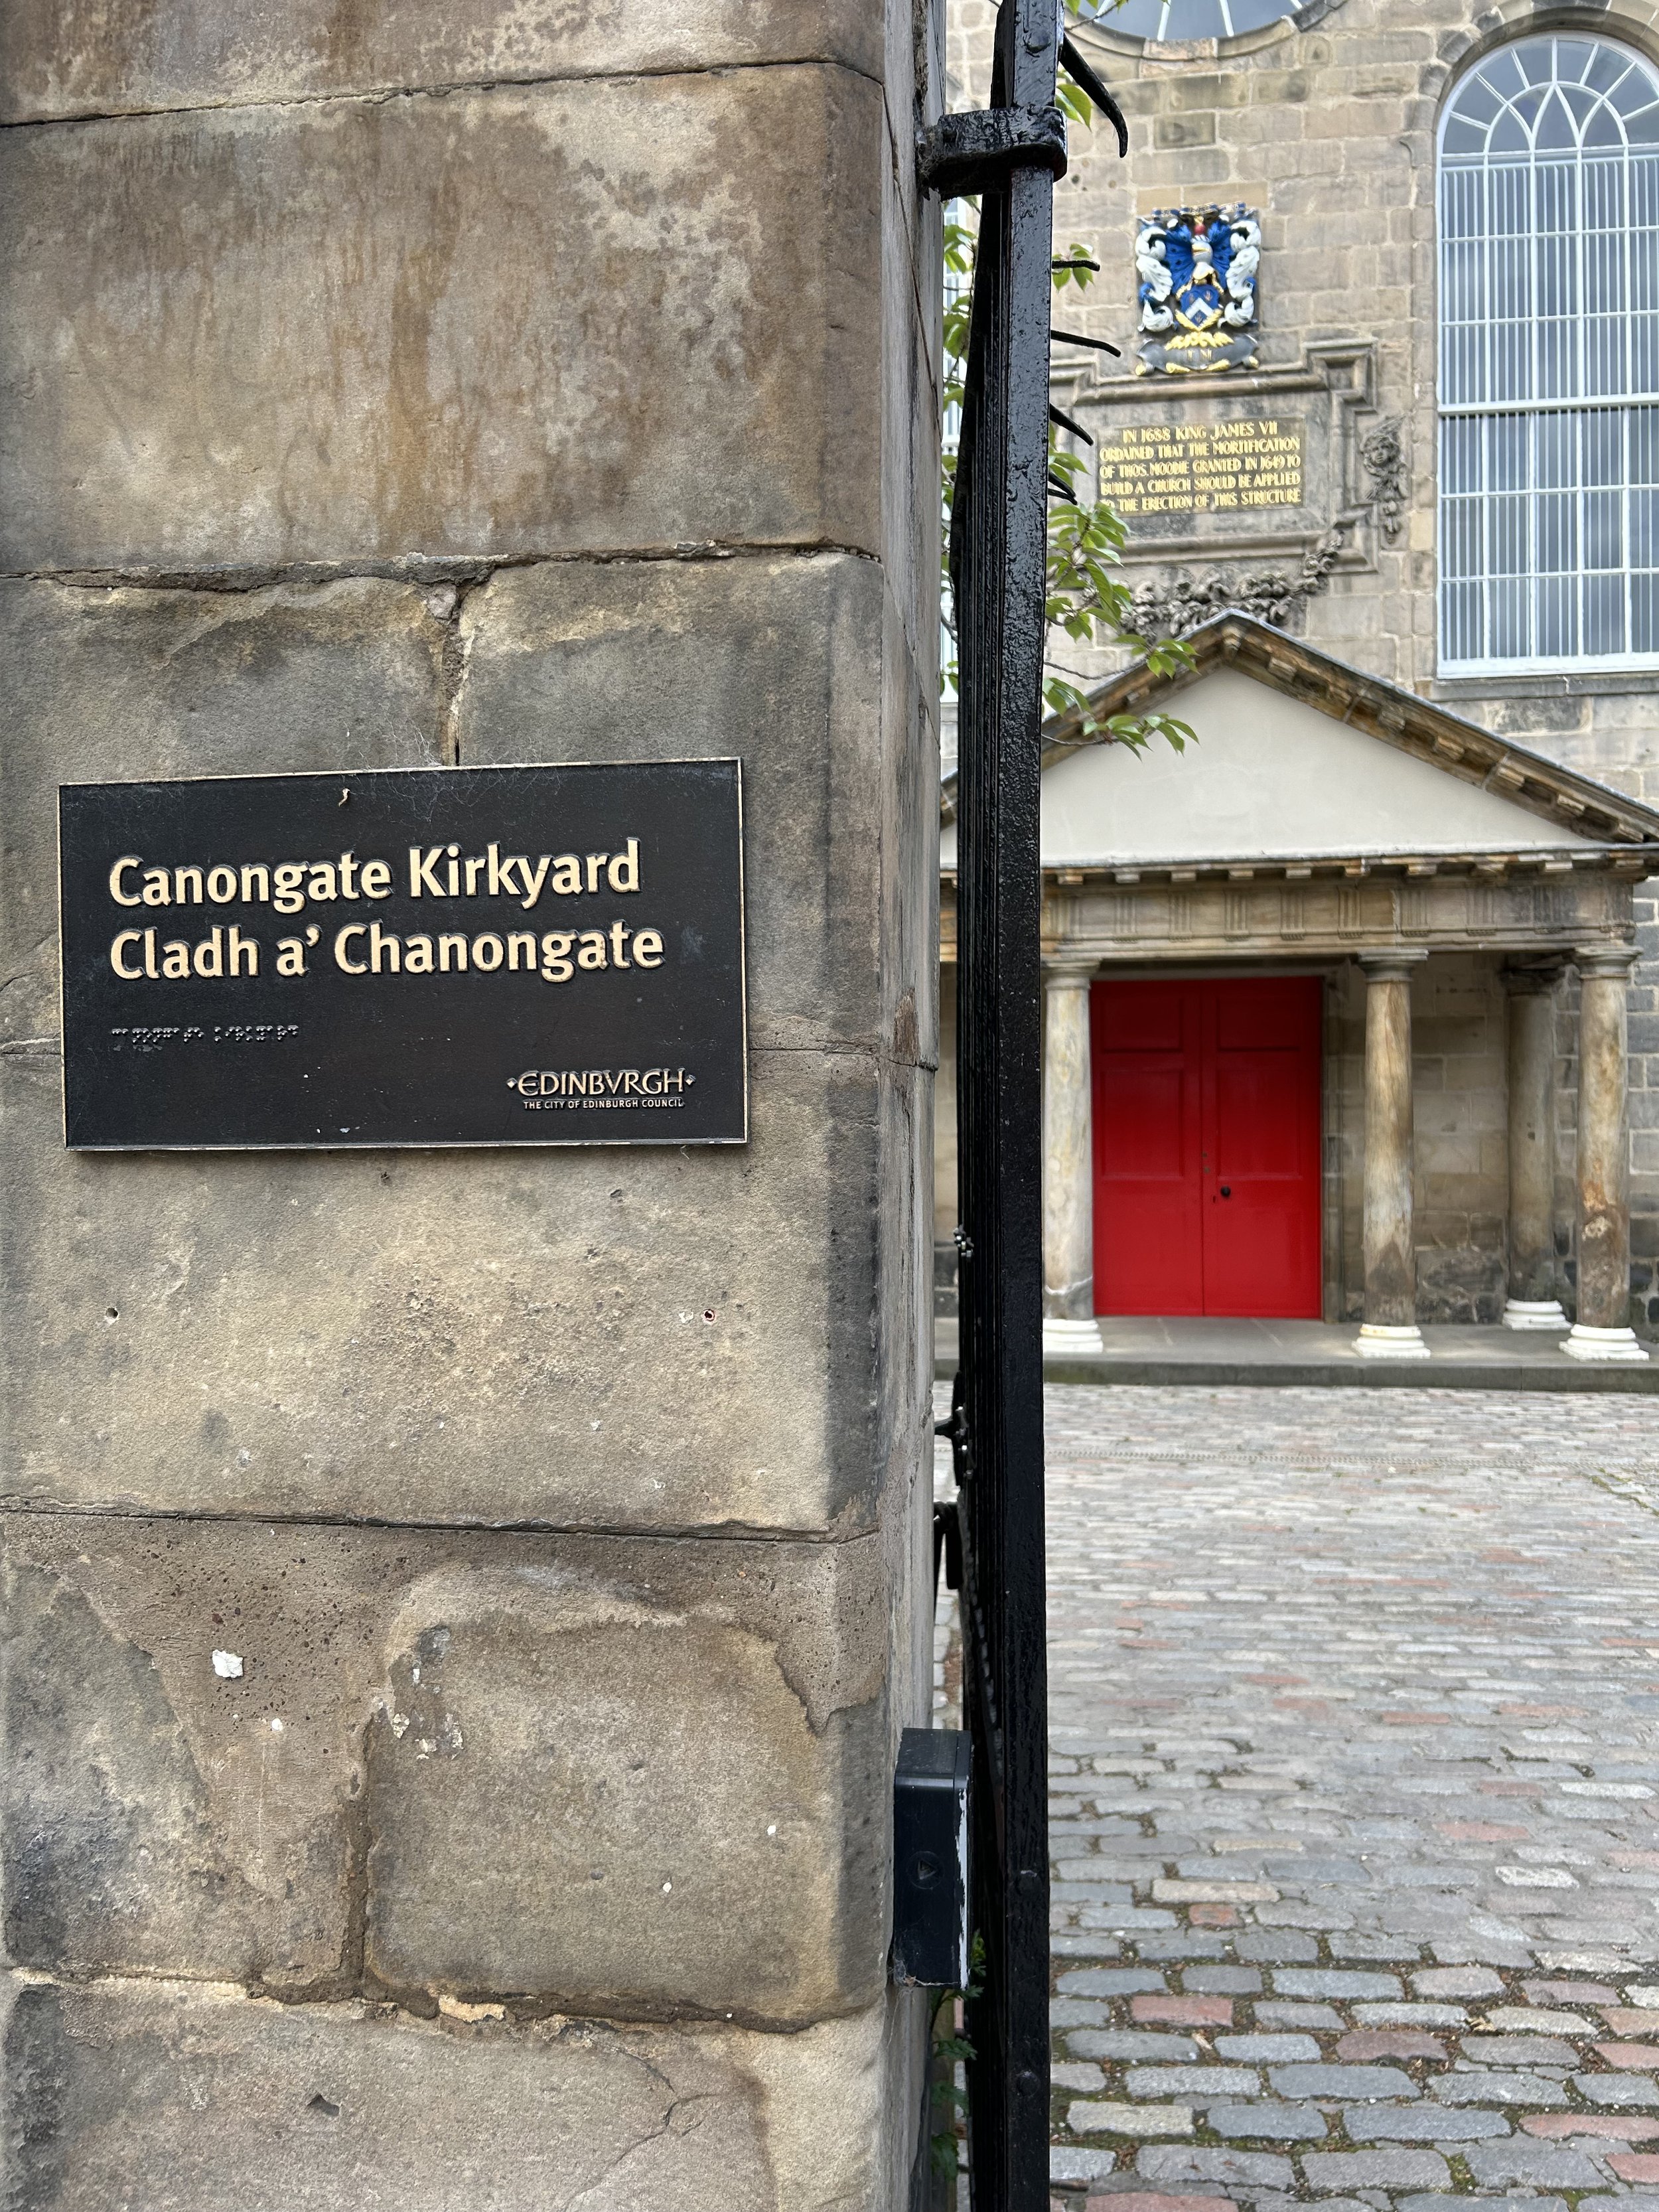 Canongate Kirkyard
Cladh a' Chanongate
EDINBVRGH
THE CITY OF EDINBURGH COUNCIL
IN 1688 KING JAMES VII
ORDAINED THAT THE MORTIFICATION
OF THOS. MOODIE GRANTED IN 1649 TO
BUILD A CHURCH SHOULD BE APPLIED
TO THE ERECTION OF THIS STRUCTURE